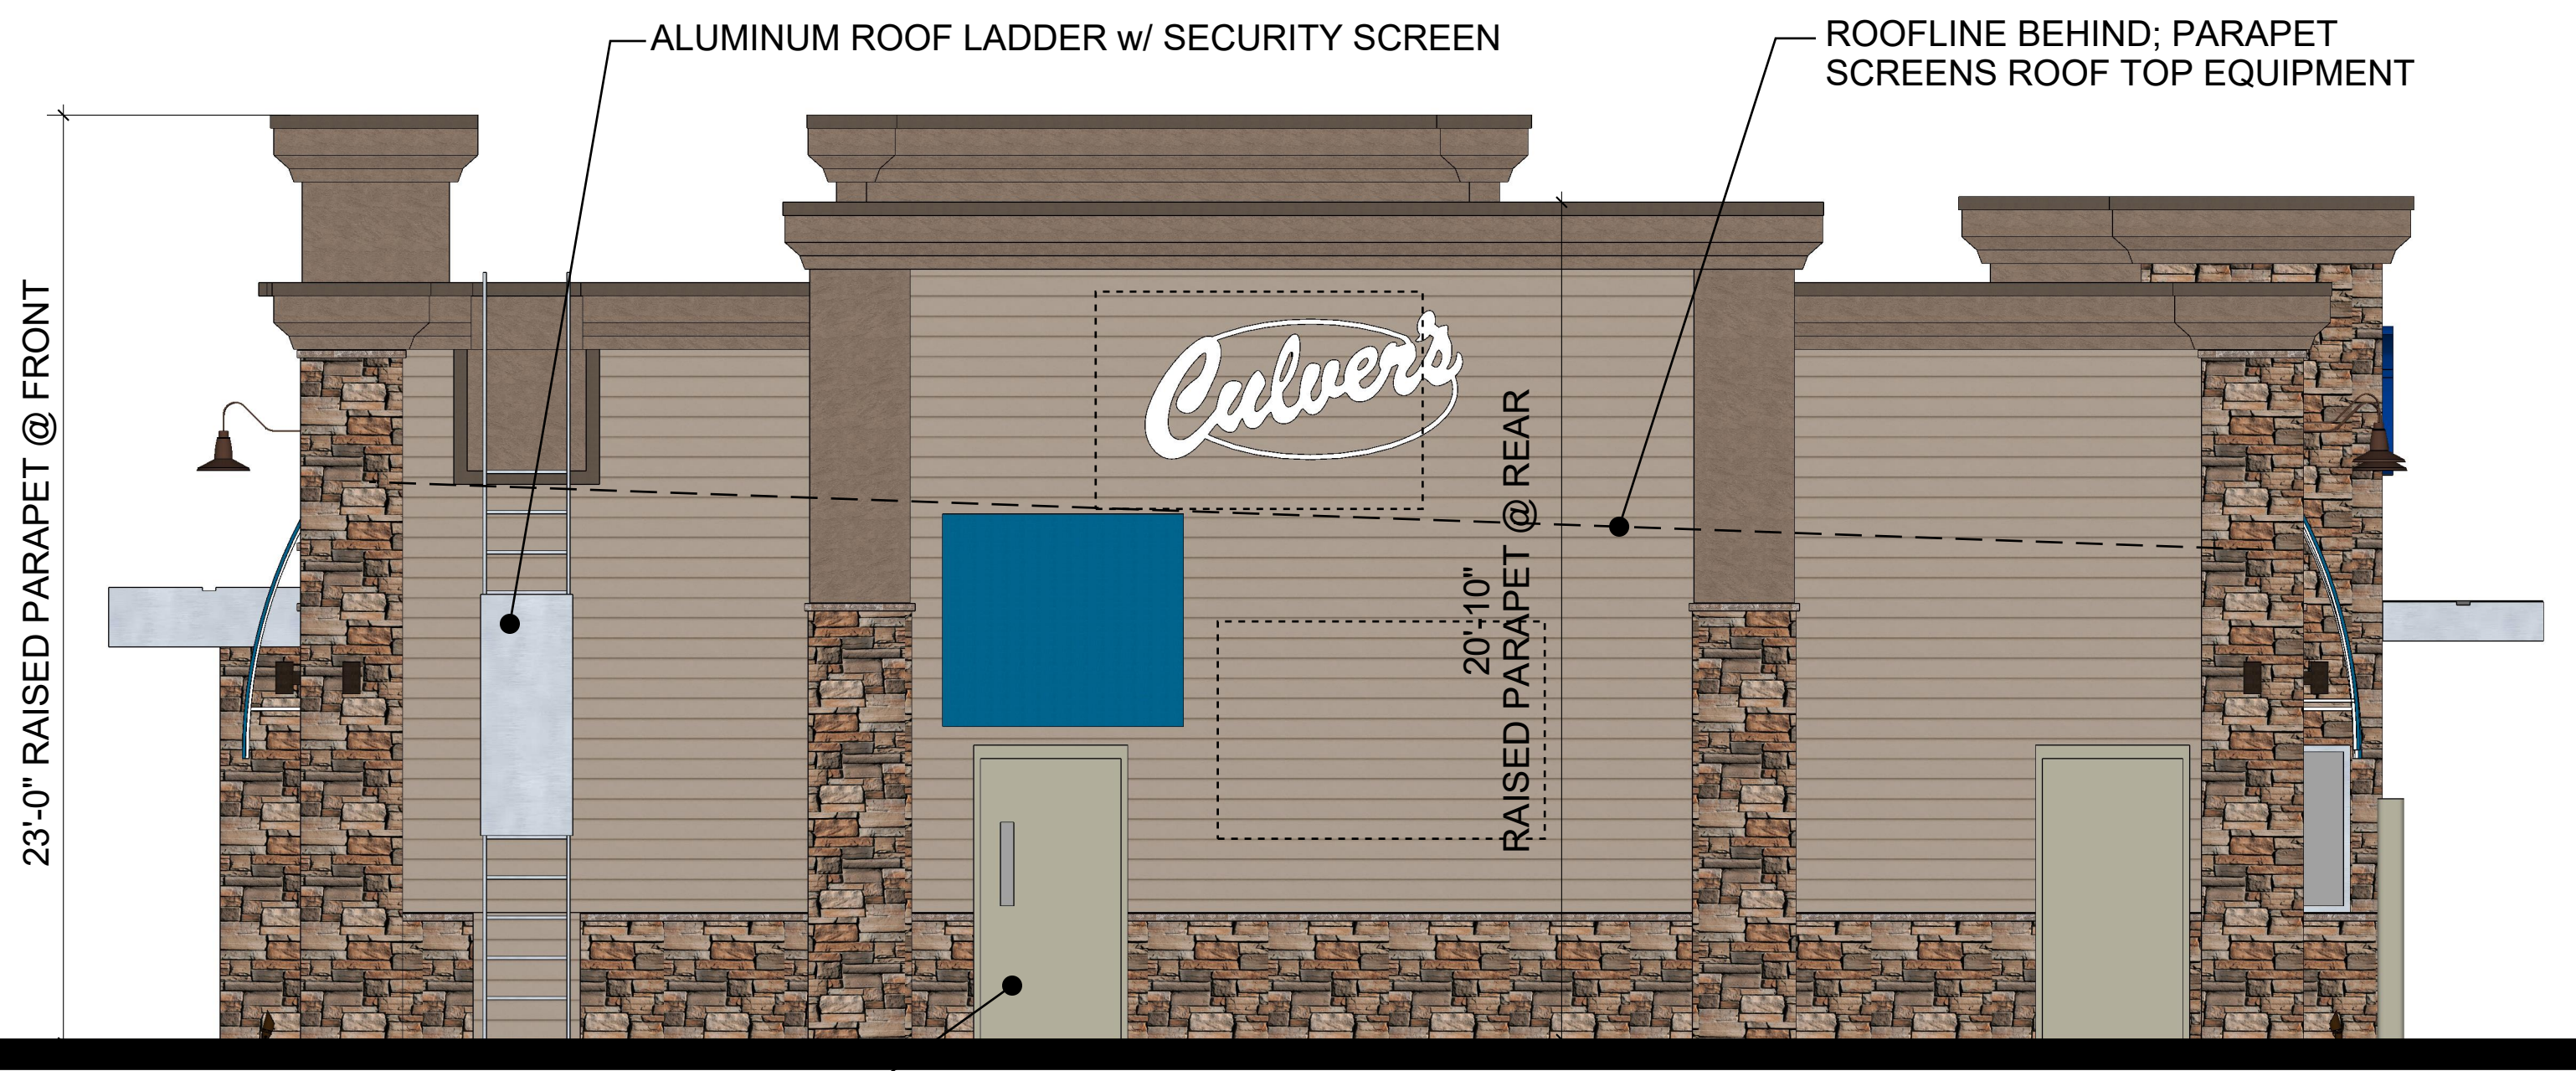 ALUMINUM ROOF LADDER w/ SECURITY SCREEN
ROOFLINE BEHIND; PARAPET
SCREENS ROOF TOP EQUIPMENT
23'-0" RAISED PARAPET @ FRONT
Culver's
20'-10"
RAISED PARAPET @ REAR